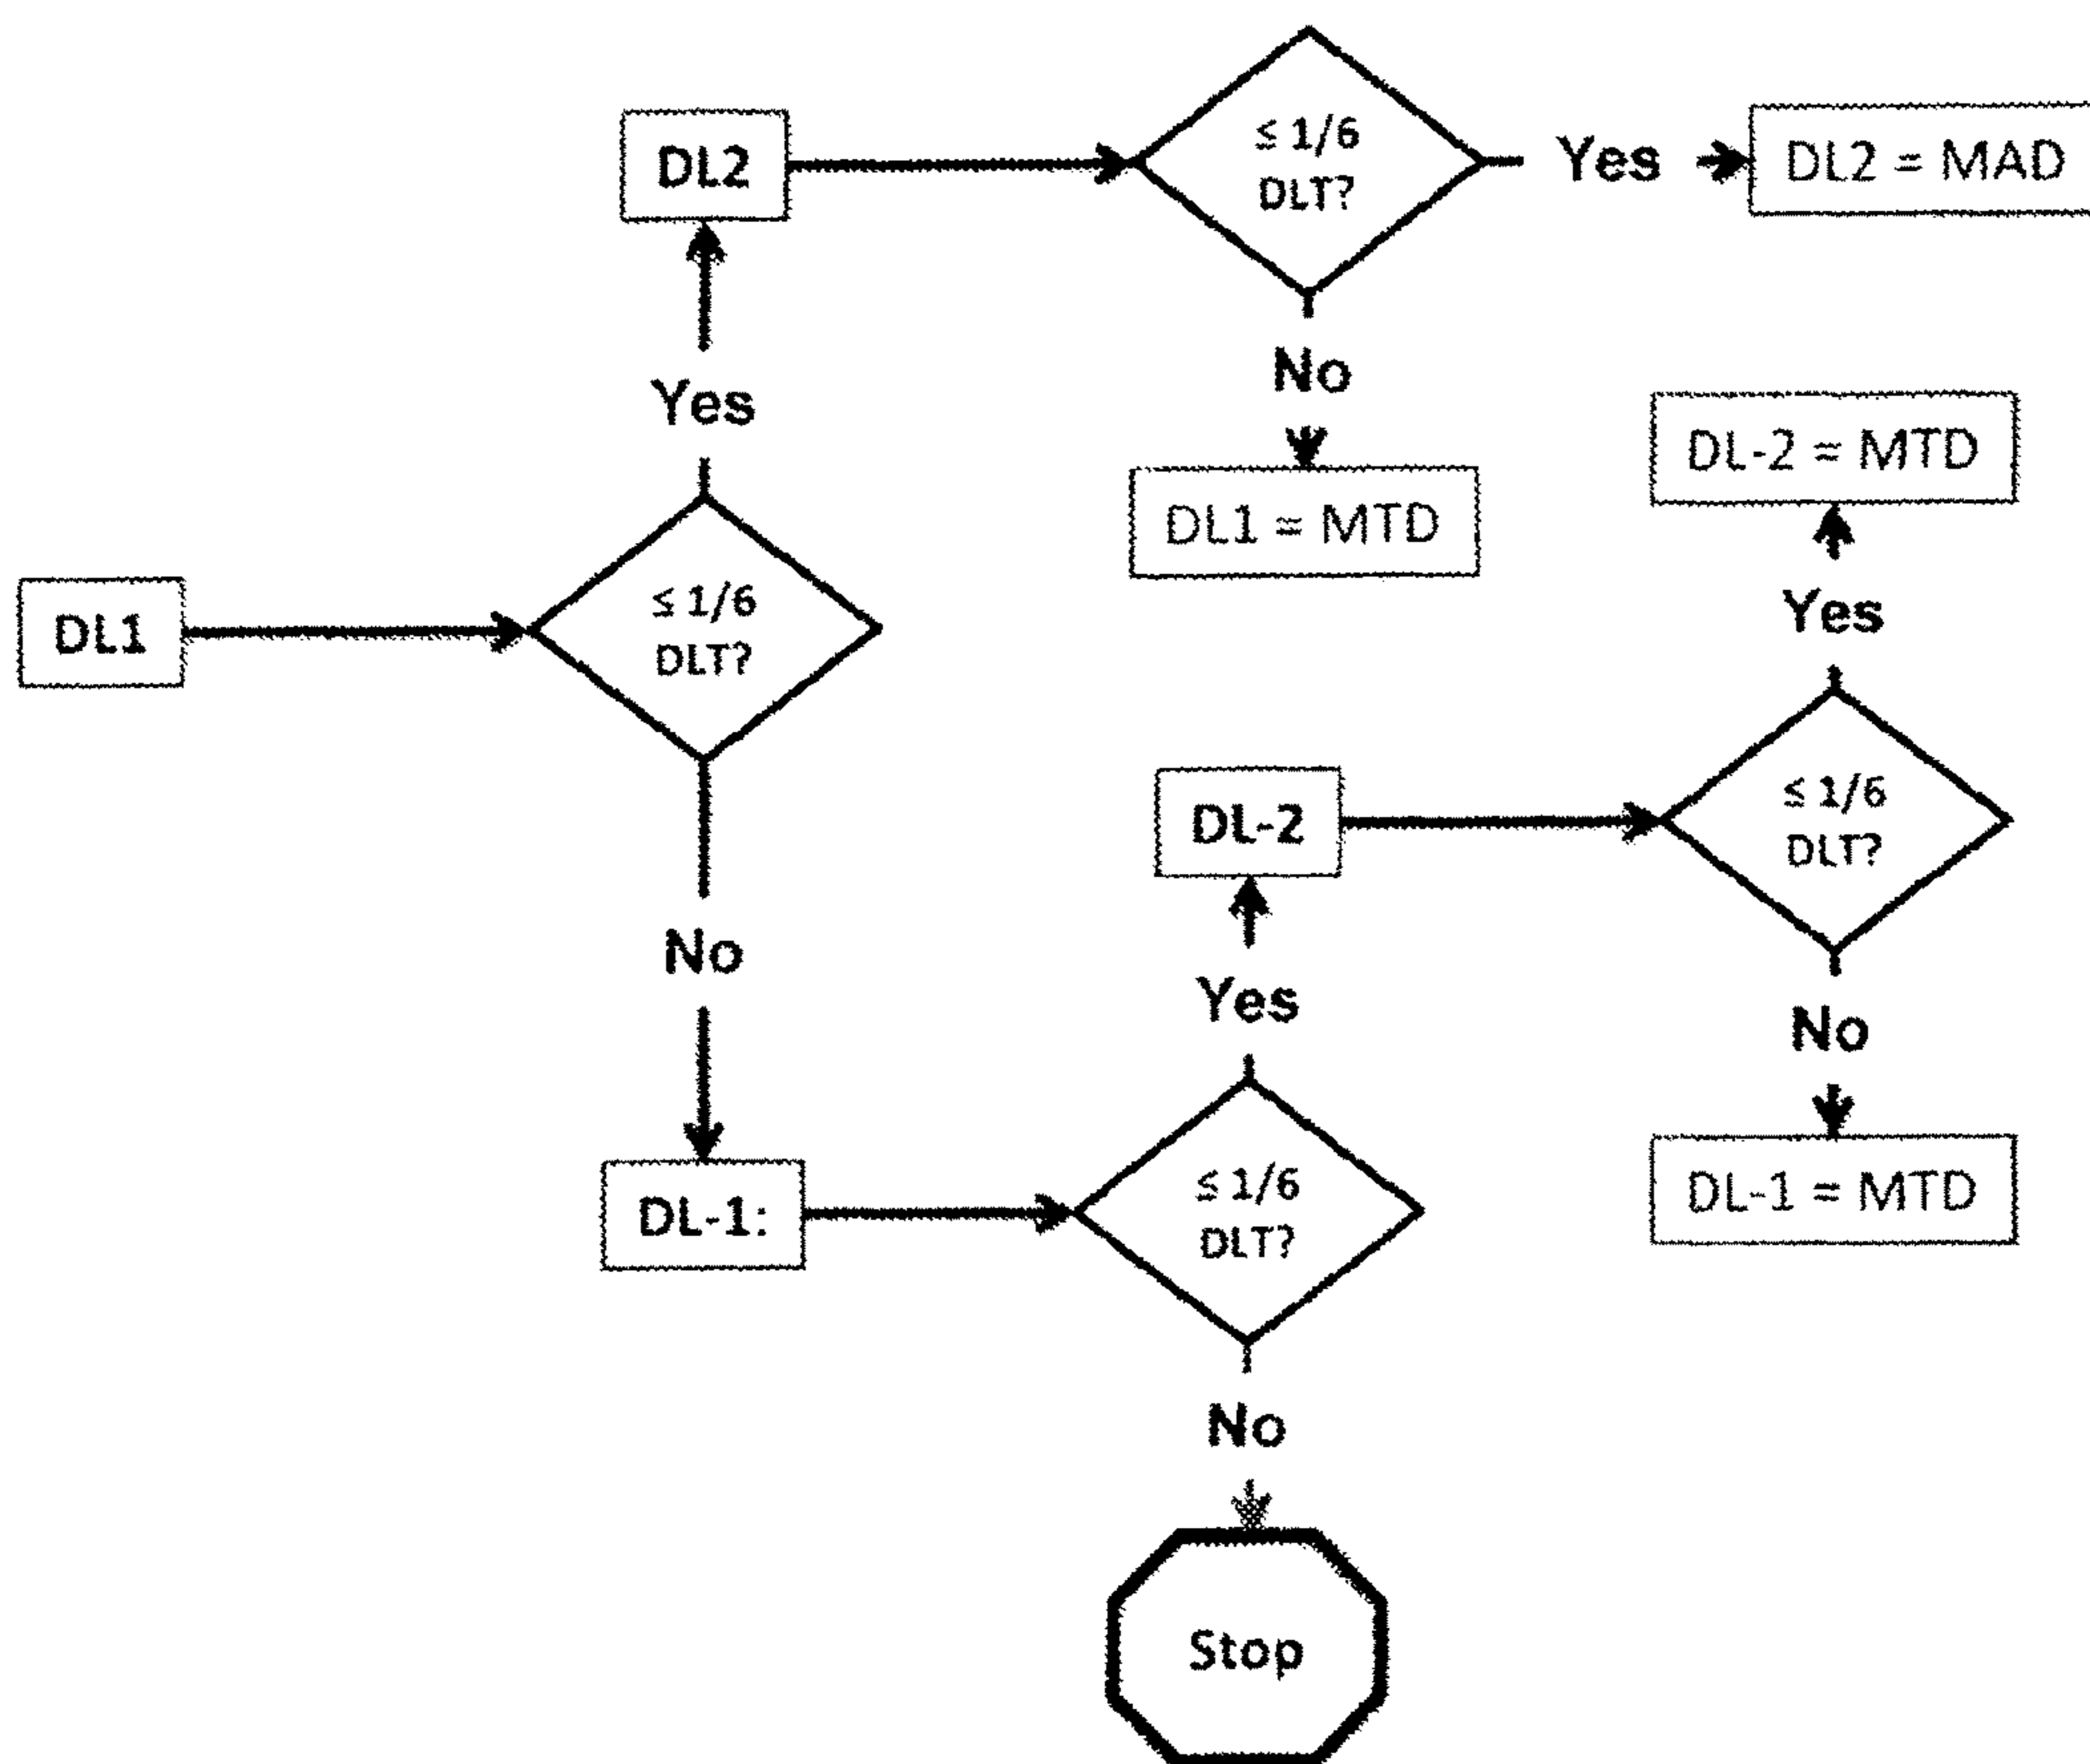 DL2
≤ 1/6
DLT?
Yes
DL2 = MAD
Yes
No
DL-2 = MTD
DL1 = MTD
DL1
≤ 1/6
DLT?
Yes
DL-2
≤ 1/6
DLT?
No
Yes
No
DL-1:
≤ 1/6
DLT?
DL-1 = MTD
No
Stop